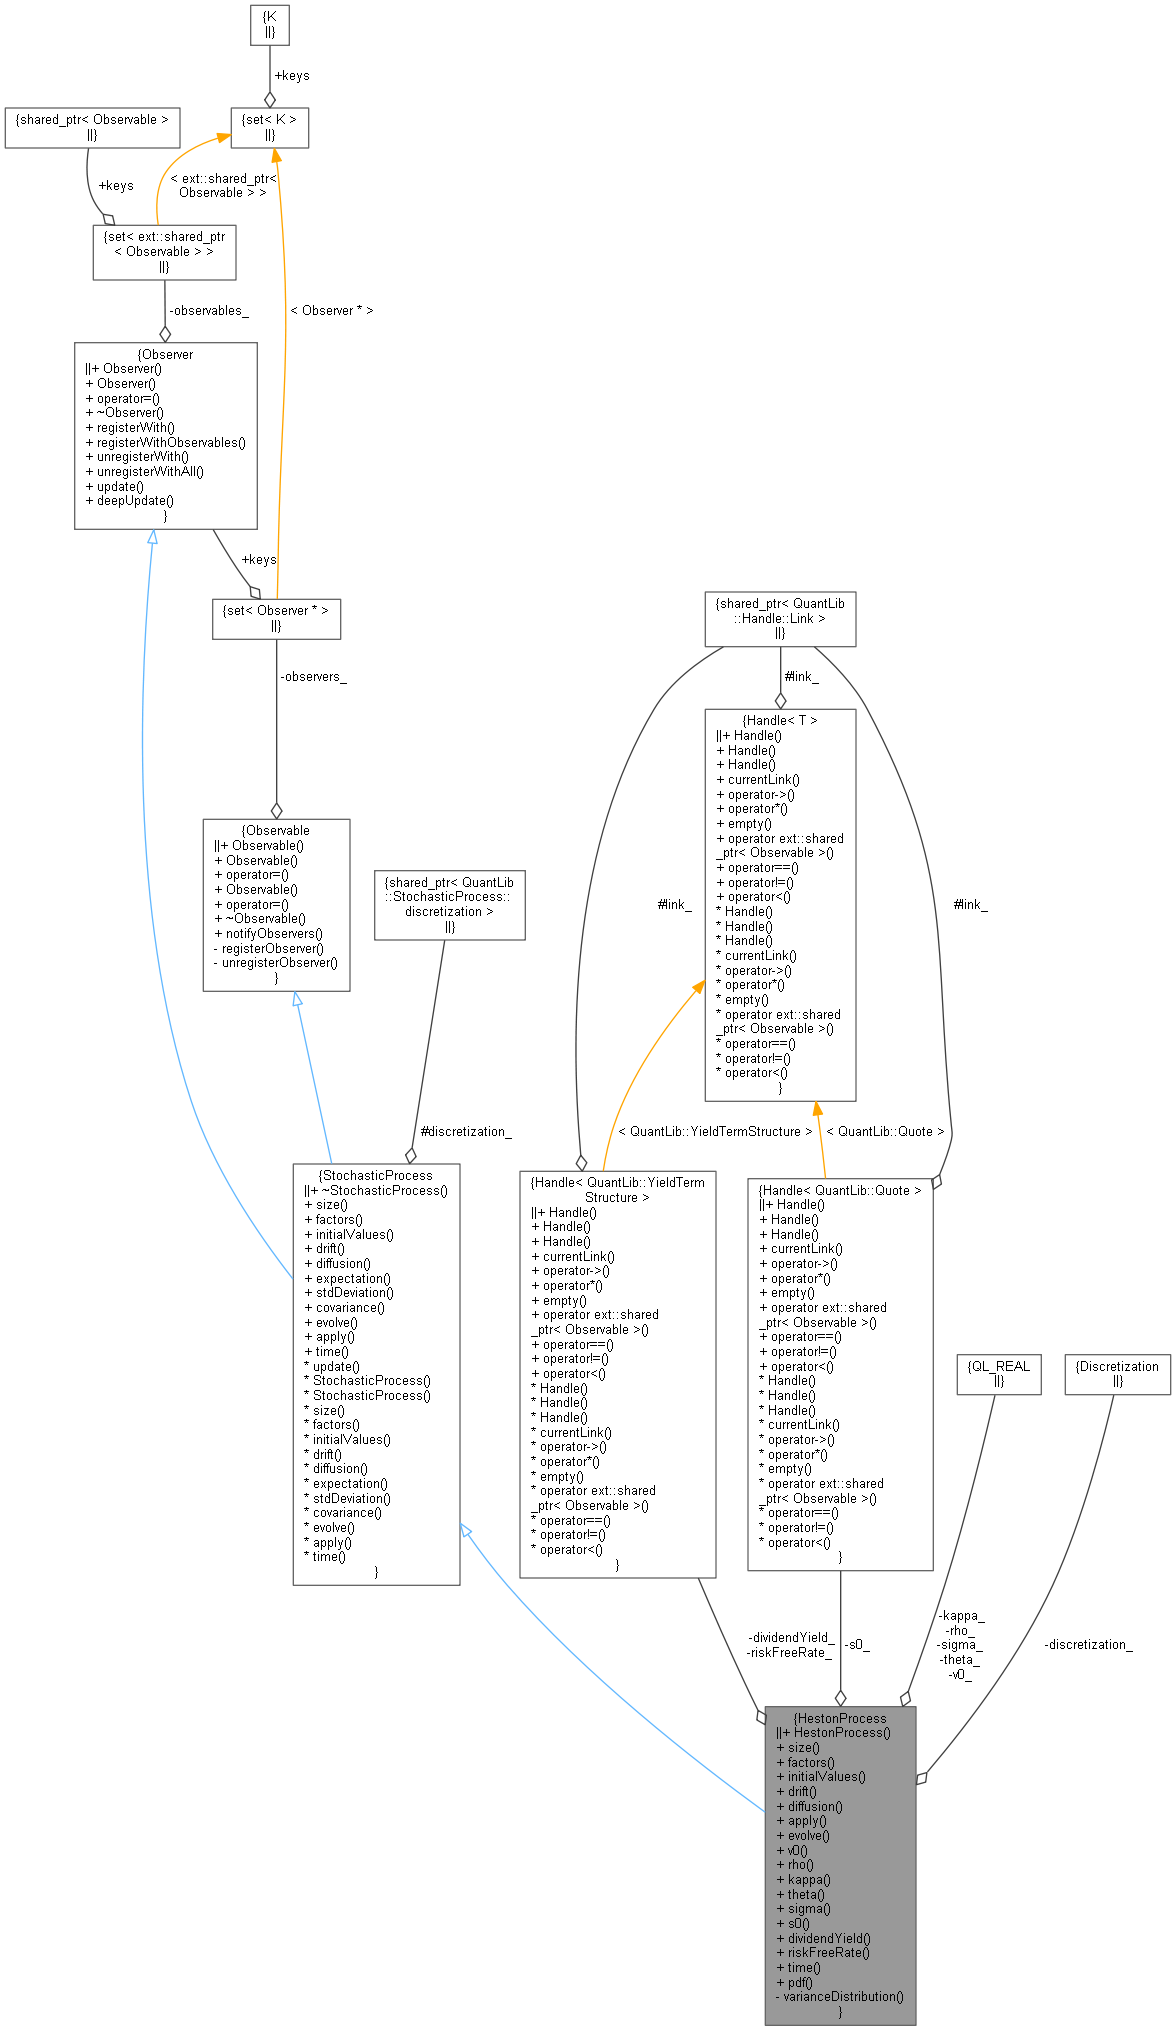 {K
||}
+keys
{shared_ptr< Observable >
||}
{set< K >
||}
+keys
< ext::shared_ptr<
Observable > >
{set< ext::shared_ptr
< Observable > >
||}
-observables_
< Observer * >
{Observer
||+ Observer()
+ Observer()
+ operator=()
+ ~Observer()
+ registerWith()
+ registerWithObservables()
+ unregisterWith()
+ unregisterWithAll()
+ update()
+ deepUpdate()
}
+keys
{set< Observer * >
||}
-observers_
{Observable
||+ Observable()
+ Observable()
+ operator=()
+ Observable()
+ operator=()
+ ~Observable()
+ notifyObservers()
- registerObserver()
- unregisterObserver()
}
{shared_ptr< QuantLib
::StochasticProcess::
discretization >
||}
#discretization_
{StochasticProcess
||+ ~StochasticProcess()
+ size()
+ factors()
+ initialValues()
+ drift()
+ diffusion()
+ expectation()
+ stdDeviation()
+ covariance()
+ evolve()
+ apply()
+ time()
* update()
* StochasticProcess()
* StochasticProcess()
* size()
* factors()
* initialValues()
* drift()
* diffusion()
* expectation()
* stdDeviation()
* covariance()
* evolve()
* apply()
* time()
}
{shared_ptr< QuantLib
::Handle::Link >
||}
#link_
{Handle< T >
||+ Handle()
+ Handle()
+ Handle()
+ currentLink()
+ operator->()
+ operator*()
+ empty()
+ operator ext::shared
_ptr< Observable >()
+ operator==()
+ operator!=()
+ operator<()
* Handle()
* Handle()
* Handle()
* currentLink()
* operator->()
* operator*()
* empty()
* operator ext::shared
_ptr< Observable >()
* operator==()
* operator!=()
* operator<()
}
#link_
#link_
< QuantLib::YieldTermStructure >
< QuantLib::Quote >
{Handle< QuantLib::YieldTerm
Structure >
||+ Handle()
+ Handle()
+ Handle()
+ currentLink()
+ operator->()
+ operator*()
+ empty()
+ operator ext::shared
_ptr< Observable >()
+ operator==()
+ operator!=()
+ operator<()
* Handle()
* Handle()
* Handle()
* currentLink()
* operator->()
* operator*()
* empty()
* operator ext::shared
_ptr< Observable >()
* operator==()
* operator!=()
* operator<()
}
{Handle< QuantLib::Quote >
||+ Handle()
+ Handle()
+ Handle()
+ currentLink()
+ operator->()
+ operator*()
+ empty()
+ operator ext::shared
_ptr< Observable >()
+ operator==()
+ operator!=()
+ operator<()
* Handle()
* Handle()
* Handle()
* currentLink()
* operator->()
* operator*()
* empty()
* operator ext::shared
_ptr< Observable >()
* operator==()
* operator!=()
* operator<()
}
{QL_REAL
||}
{Discretization
||}
-dividendYield_
-riskFreeRate_
-s0_
-kappa_
-rho_
-sigma_
-theta_
-v0_
-discretization_
{HestonProcess
||+ HestonProcess()
+ size()
+ factors()
+ initialValues()
+ drift()
+ diffusion()
+ apply()
+ evolve()
+ v0()
+ rho()
+ kappa()
+ theta()
+ sigma()
+ s0()
+ dividendYield()
+ riskFreeRate()
+ time()
+ pdf()
- varianceDistribution()
}